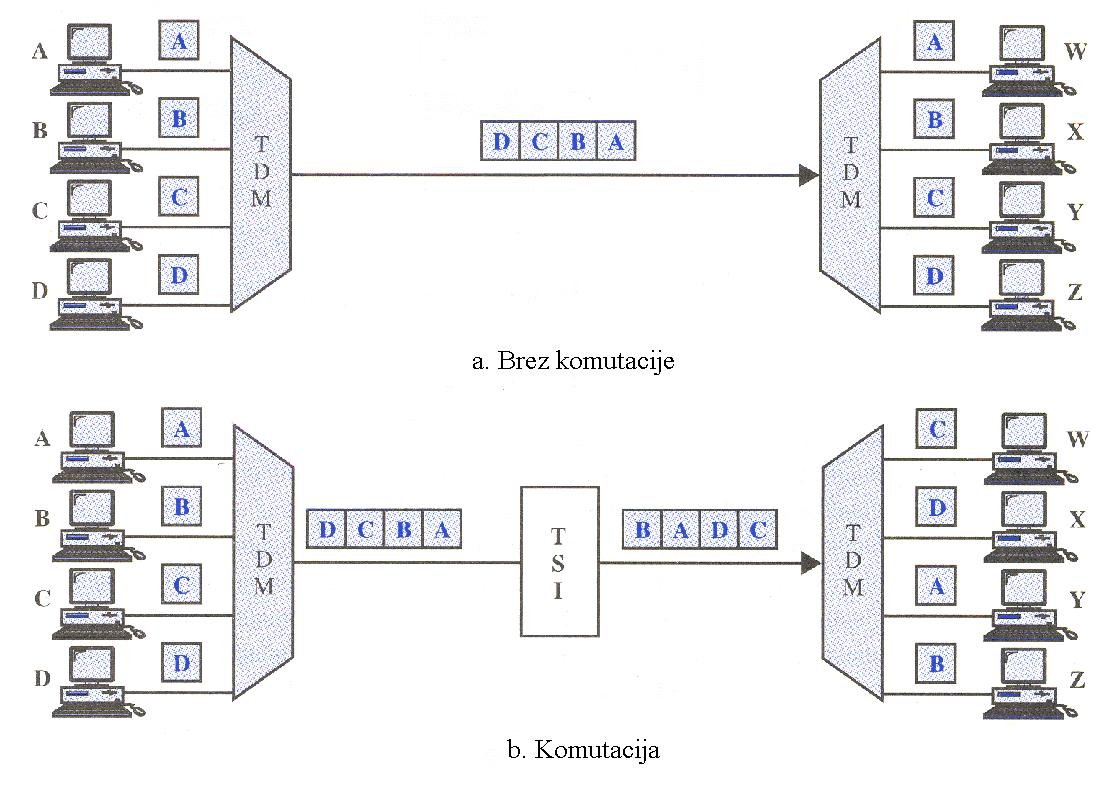 A A A W
B B B X
T D M
D C B A
T D M
C C C Y
D D D Z
a. Brez komutacije
A A C W
B B D X
T D M
D C B A
T S I
B A D C
T D M
C C A Y
D D B Z
b. Komutacija